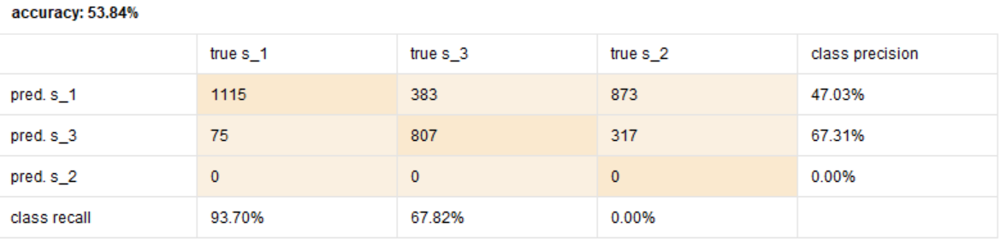 accuracy: 53.84%
true s_1 true s_3 true s_2 class precision
pred. s_1 1115 383 873 47.03%
pred. s_3 75 807 317 67.31%
pred. s_2 0 0 0 0.00%
class recall 93.70% 67.82% 0.00%